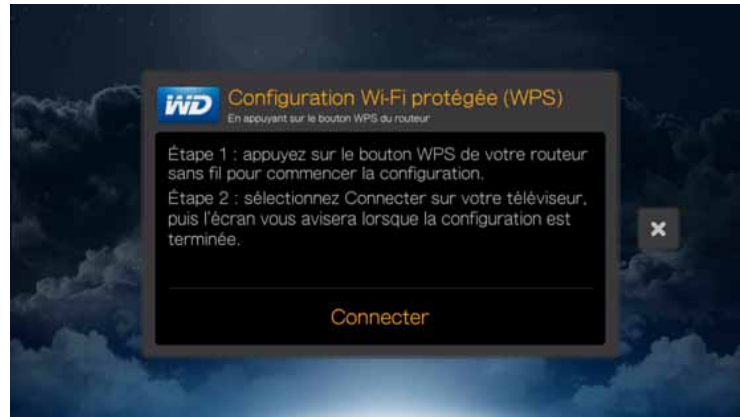 WD
Configuration Wi-Fi protégée (WPS)
En appuyant sur le bouton WPS du routeur
Étape 1 : appuyez sur le bouton WPS de votre routeur
sans fil pour commencer la configuration.
Étape 2 : sélectionnez Connecter sur votre téléviseur,
puis l'écran vous avisera lorsque la configuration est
terminée.
Connecter